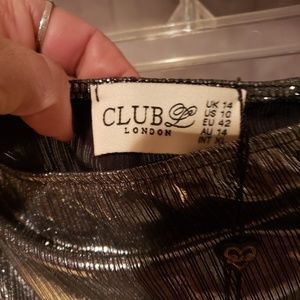 CLUB L
LONDON
UK 14
US 10
EU 42
AU 14
INT XL